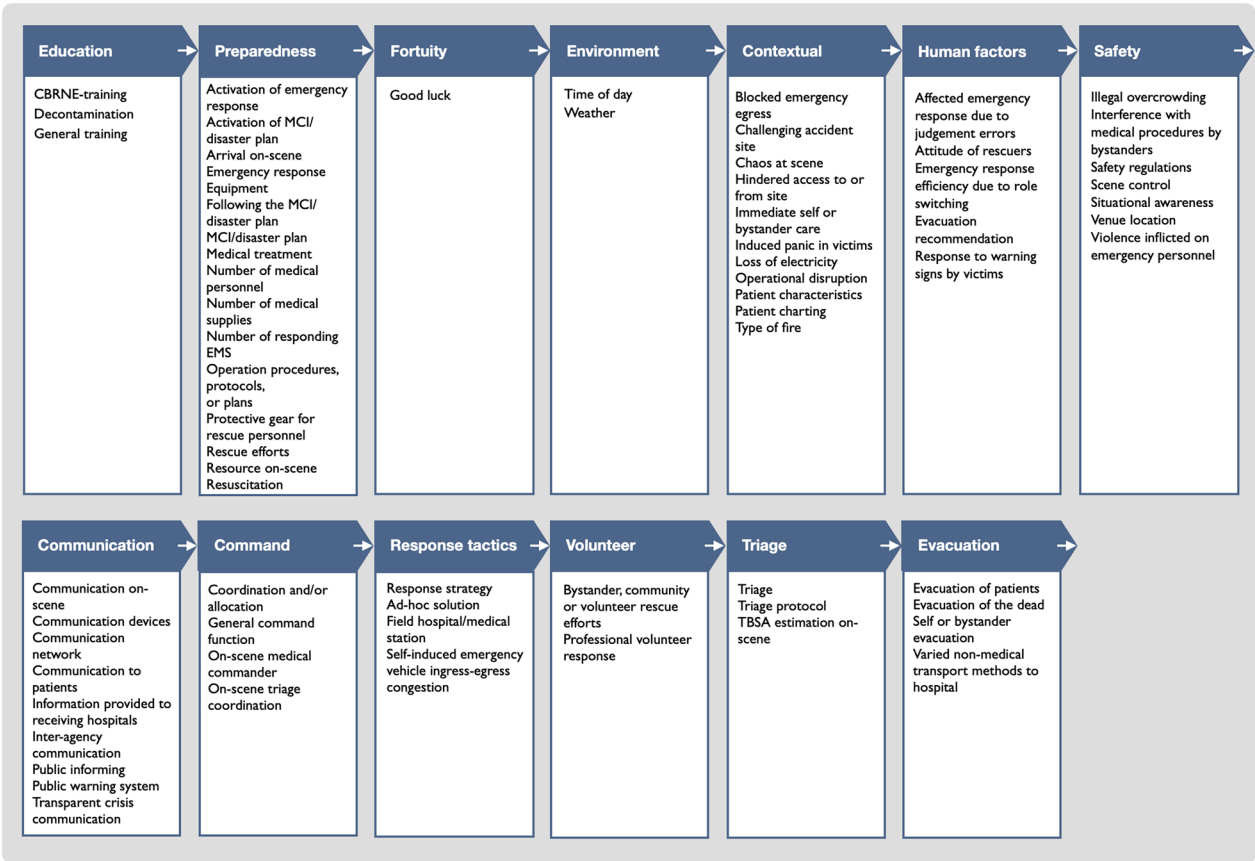 Education
CBRNE-training
Decontamination
General training
Preparedness
Activation of emergency
response
Activation of MCI/
disaster plan
Arrival on-scene
Emergency response
Equipment
Following the MCI/
disaster plan
MCI/disaster plan
Medical treatment
Number of medical
personnel
Number of medical
supplies
Number of responding
EMS
Operation procedures,
protocols,
or plans
Protective gear for
rescue personnel
Rescue efforts
Resource on-scene
Resuscitation
Fortuity
Good luck
Environment
Time of day
Weather
Contextual
Blocked emergency
egress
Challenging accident
site
Chaos at scene
Hindered access to or
from site
Immediate self or
bystander care
Induced panic in victims
Loss of electricity
Operational disruption
Patient characteristics
Patient charting
Type of fire
Human factors
Affected emergency
response due to
judgement errors
Attitude of rescuers
Emergency response
efficiency due to role
switching
Evacuation
recommendation
Response to warning
signs by victims
Safety
Illegal overcrowding
Interference with
medical procedures by
bystanders
Safety regulations
Scene control
Situational awareness
Venue location
Violence inflicted on
emergency personnel
Communication
Communication on-
scene
Communication devices
Communication
network
Communication to
patients
Information provided to
receiving hospitals
Inter-agency
communication
Public informing
Public warning system
Transparent crisis
communication
Command
Coordination and/or
allocation
General command
function
On-scene medical
commander
On-scene triage
coordination
Response tactics
Response strategy
Ad-hoc solution
Field hospital/medical
station
Self-induced emergency
vehicle ingress-egress
congestion
Volunteer
Bystander, community
or volunteer rescue
efforts
Professional volunteer
response
Triage
Triage
Triage protocol
TBSA estimation on-
scene
Evacuation
Evacuation of patients
Evacuation of the dead
Self or bystander
evacuation
Varied non-medical
transport methods to
hospital